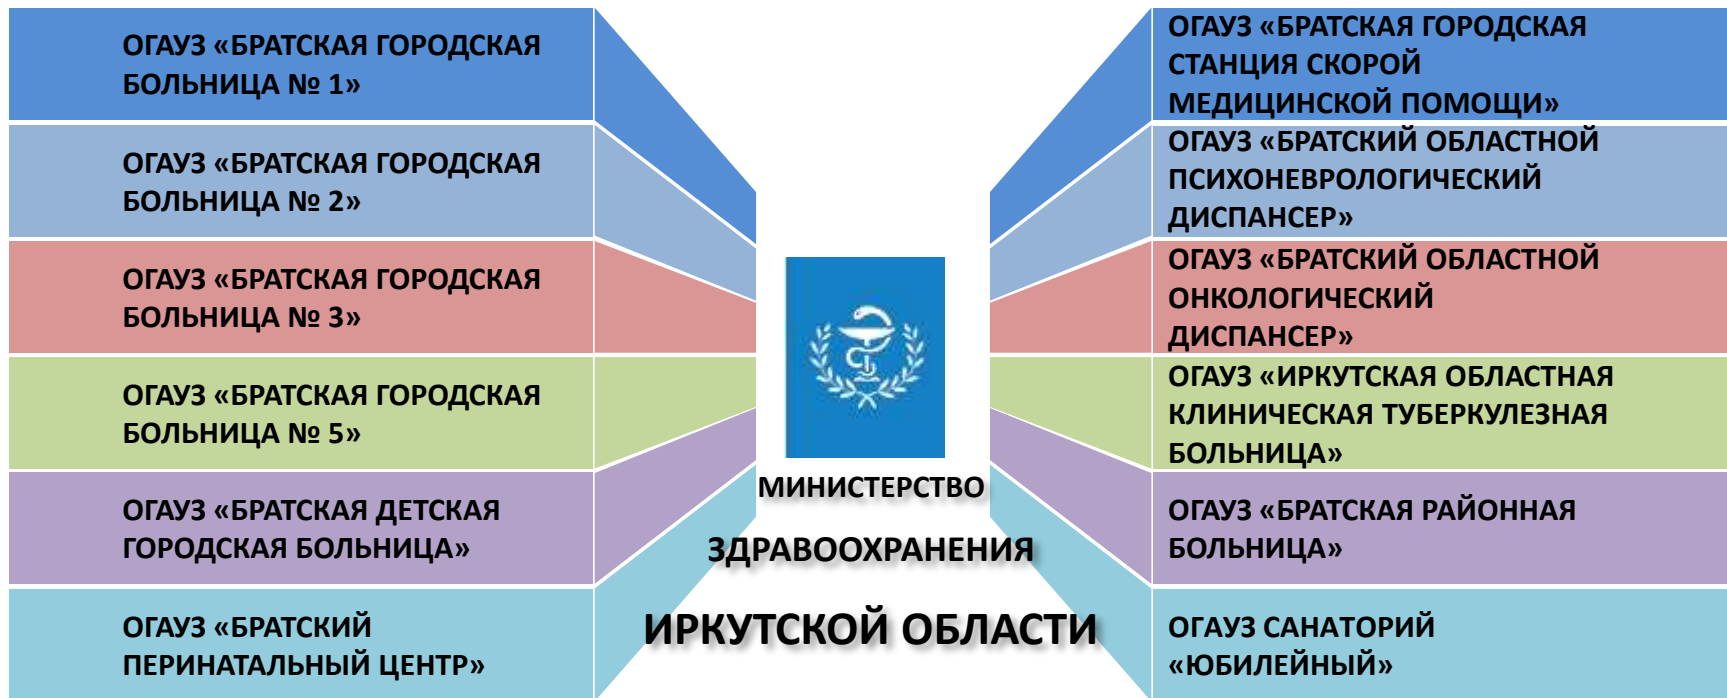 ОГАУЗ «БРАТСКАЯ ГОРОДСКАЯ
БОЛЬНИЦА № 1»
ОГАУЗ «БРАТСКАЯ ГОРОДСКАЯ
БОЛЬНИЦА № 2»
ОГАУЗ «БРАТСКАЯ ГОРОДСКАЯ
БОЛЬНИЦА № 3»
ОГАУЗ «БРАТСКАЯ ГОРОДСКАЯ
БОЛЬНИЦА № 5»
ОГАУЗ «БРАТСКАЯ ДЕТСКАЯ
ГОРОДСКАЯ БОЛЬНИЦА»
ОГАУЗ «БРАТСКИЙ
ПЕРИНАТАЛЬНЫЙ ЦЕНТР»
МИНИСТЕРСТВО
ЗДРАВООХРАНЕНИЯ
ИРКУТСКОЙ ОБЛАСТИ
ОГАУЗ «БРАТСКАЯ ГОРОДСКАЯ
СТАНЦИЯ СКОРОЙ
МЕДИЦИНСКОЙ ПОМОЩИ»
ОГАУЗ «БРАТСКИЙ ОБЛАСТНОЙ
ПСИХОНЕВРОЛОГИЧЕСКИЙ
ДИСПАНСЕР»
ОГАУЗ «БРАТСКИЙ ОБЛАСТНОЙ
ОНКОЛОГИЧЕСКИЙ
ДИСПАНСЕР»
ОГАУЗ «ИРКУТСКАЯ ОБЛАСТНАЯ
КЛИНИЧЕСКАЯ ТУБЕРКУЛЕЗНАЯ
БОЛЬНИЦА»
ОГАУЗ «БРАТСКАЯ РАЙОННАЯ
БОЛЬНИЦА»
ОГАУЗ САНАТОРИЙ
«ЮБИЛЕЙНЫЙ»